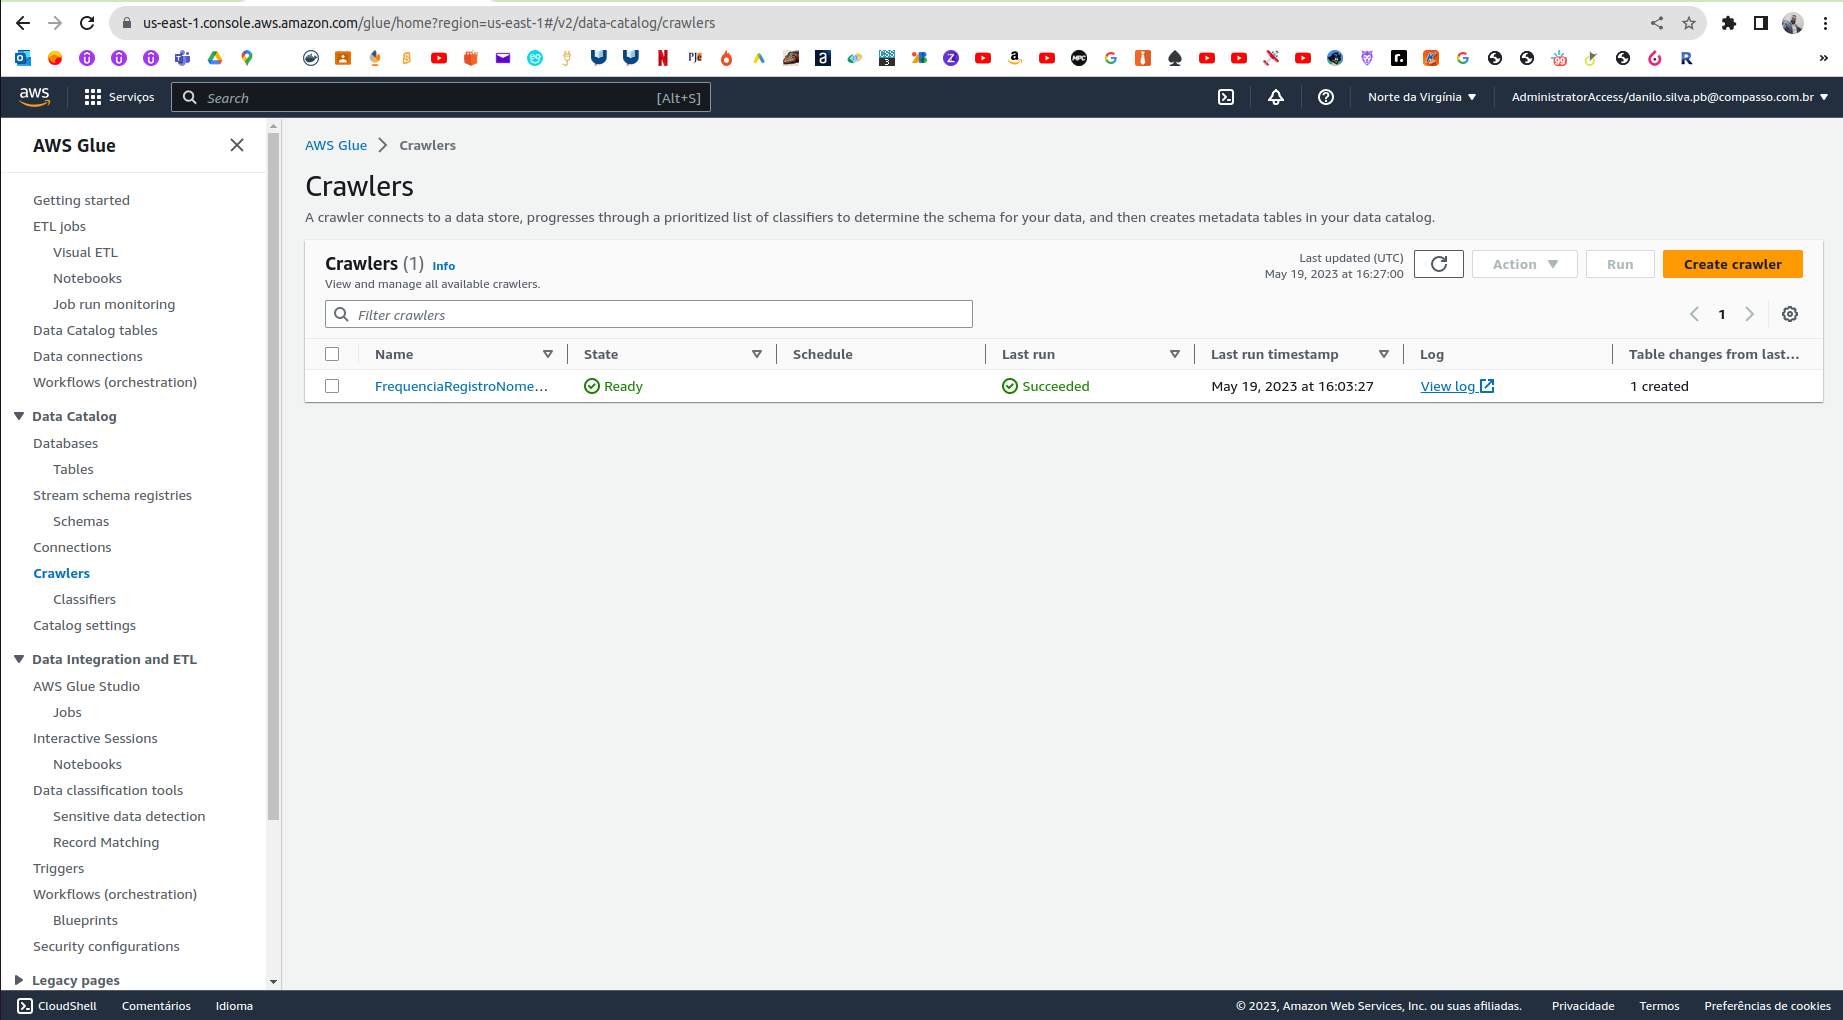 us-east-1.console.aws.amazon.com/glue/home?region=us-east-1#/v2/data-catalog/crawlers
aws
Serviços
Search
[Alt+S]
Norte da Virgínia
AdministratorAccess/danilo.silva.pb@compasso.com.br
AWS Glue
Getting started
ETL jobs
Visual ETL
Notebooks
Job run monitoring
Data Catalog tables
Data connections
Workflows (orchestration)
Data Catalog
Databases
Tables
Stream schema registries
Schemas
Connections
Crawlers
Classifiers
Catalog settings
Data Integration and ETL
AWS Glue Studio
Jobs
Interactive Sessions
Notebooks
Data classification tools
Sensitive data detection
Record Matching
Triggers
Workflows (orchestration)
Blueprints
Security configurations
Legacy pages
AWS Glue > Crawlers
Crawlers
A crawler connects to a data store, progresses through a prioritized list of classifiers to determine the schema for your data, and then creates metadata tables in your data catalog.
Crawlers (1) Info
View and manage all available crawlers.
Last updated (UTC)
May 19, 2023 at 16:27:00
Action
Run
Create crawler
Filter crawlers
1
Name State Schedule Last run Last run timestamp Log Table changes from last...
FrequenciaRegistroNome... Ready Succeeded May 19, 2023 at 16:03:27 View log 1 created
CloudShell Comentários Idioma
© 2023, Amazon Web Services, Inc. ou suas afiliadas. Privacidade Termos Preferências de cookies